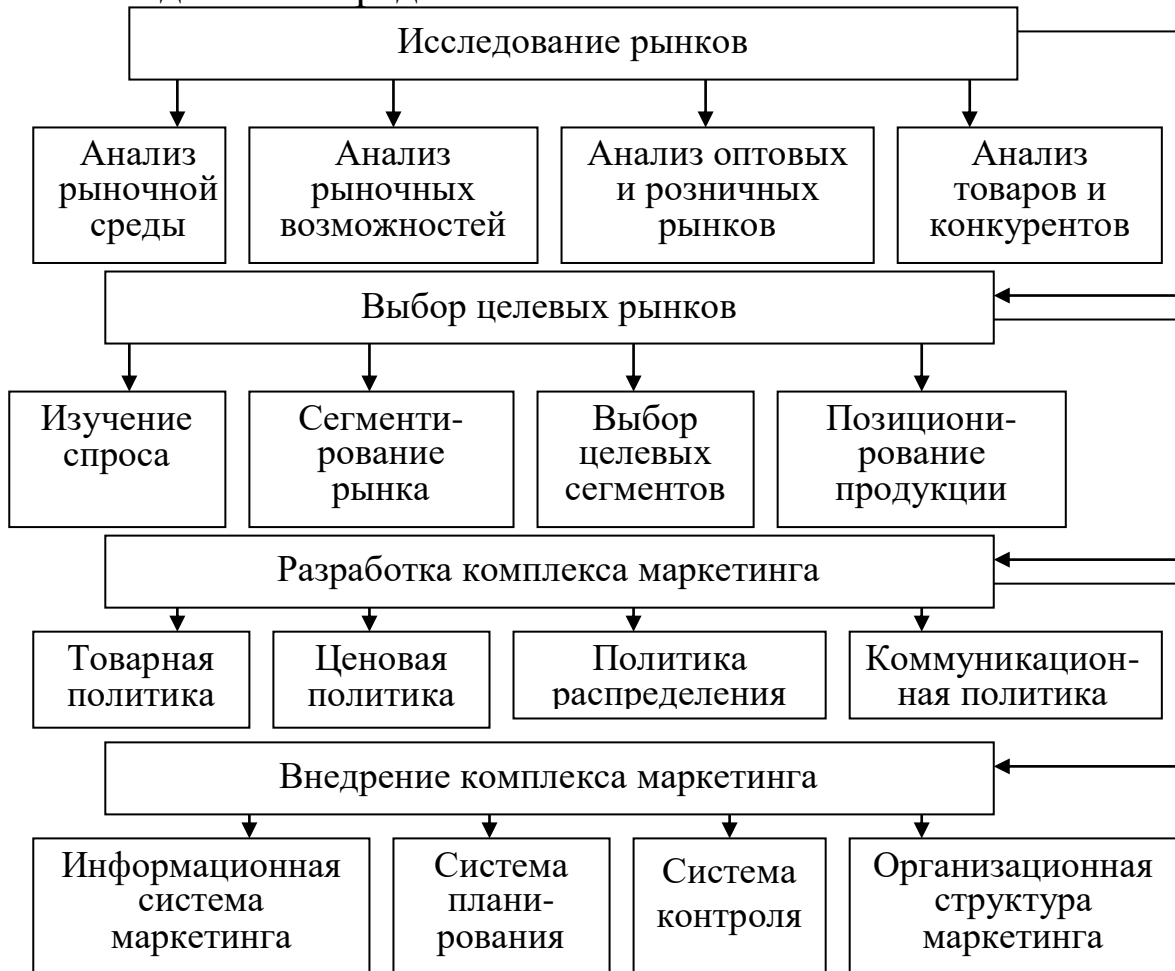 Исследование рынков
Анализ
рыночной
среды
Анализ
рыночных
возможностей
Анализ оптовых
и розничных
рынков
Анализ
товаров и
конкурентов
Выбор целевых рынков
Изучение
спроса
Сегменти-
рование
рынка
Выбор
целевых
сегментов
Позициони-
рование
продукции
Разработка комплекса маркетинга
Товарная
политика
Ценовая
политика
Политика
распределения
Коммуникацион-
ная политика
Внедрение комплекса маркетинга
Информационная
система
маркетинга
Система
плани-
рования
Система
контроля
Организационная
структура
маркетинга